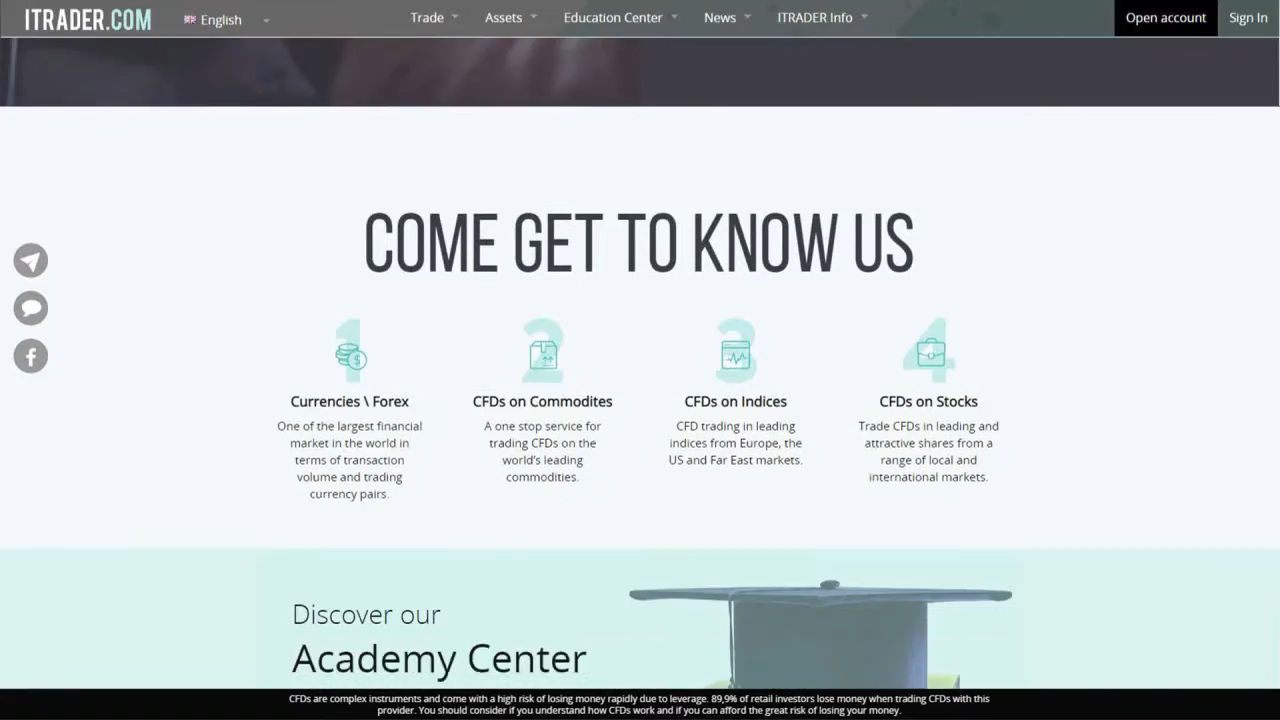 ITRADER.COM
English
Trade
Assets
Education Center
News
ITRADER Info
Open account
Sign In
COME GET TO KNOW US
1
2
3
4
Currencies \ Forex
One of the largest financial
market in the world in
terms of transaction
volume and trading
currency pairs.
CFDs on Commodites
A one stop service for
trading CFDs on the
world's leading
commodities.
CFDs on Indices
CFD trading in leading
indices from Europe, the
US and Far East markets.
CFDs on Stocks
Trade CFDs in leading and
attractive shares from a
range of local and
international markets.
Discover our
Academy Center
CFDs are complex instruments and come with a high risk of losing money rapidly due to leverage. 89,9% of retail investors lose money when trading CFDs with this
provider. You should consider if you understand how CFDs work and if you can afford the great risk of losing your money.